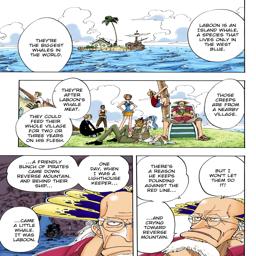 LABOON IS AN
ISLAND WHALE,
A SPECIES THAT
LIVES ONLY IN
THE WEST
BLUE.
THEY'RE
THE BIGGEST
WHALES IN
THE WORLD.
THOSE
CREEPS ARE
FROM A
NEARBY
VILLAGE.
THEY'RE
AFTER
LABOON'S
WHALE
MEAT.
THEY COULD
FEED THEIR
WHOLE VILLAGE
FOR TWO OR
THREE YEARS
ON HIS FLESH.
BUT I
WON'T LET
THEM DO
IT!
THERE'S
A REASON
HE KEEPS
POUNDING
AGAINST THE
RED LINE...
...AND
CRYING
TOWARD
REVERSE
MOUNTAIN.
ONE
DAY, WHEN
I WAS A
LIGHTHOUSE
KEEPER...
...A FRIENDLY
BUNCH OF PIRATES
CAME DOWN
REVERSE MOUNTAIN,
AND BEHIND THEIR
SHIP...
...CAME
A LITTLE
WHALE.
IT WAS
LABOON.